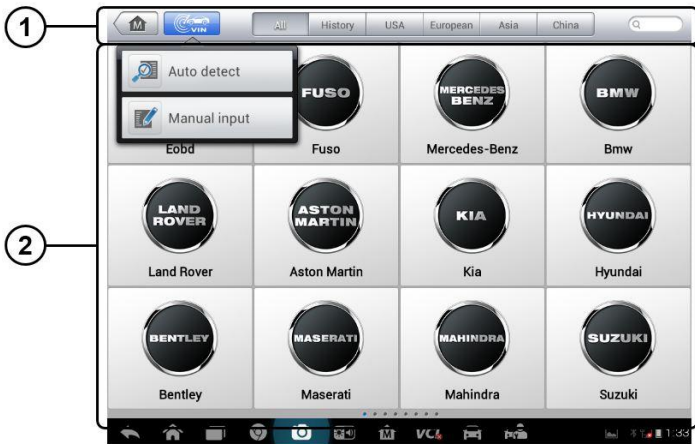 1
M
VIN
All
History
USA
European
Asia
China
Auto detect
Manual input
FUSO
MERCEDES
BENZ
BMW
Eobd
Fuso
Mercedes-Benz
Bmw
2
LAND
ROVER
ASTON
MARTIN
KIA
HYUNDAI
Land Rover
Aston Martin
Kia
Hyundai
BENTLEY
MASERATI
MAHINDRA
SUZUKI
Bentley
Maserati
Mahindra
Suzuki
M
VCI
1:33